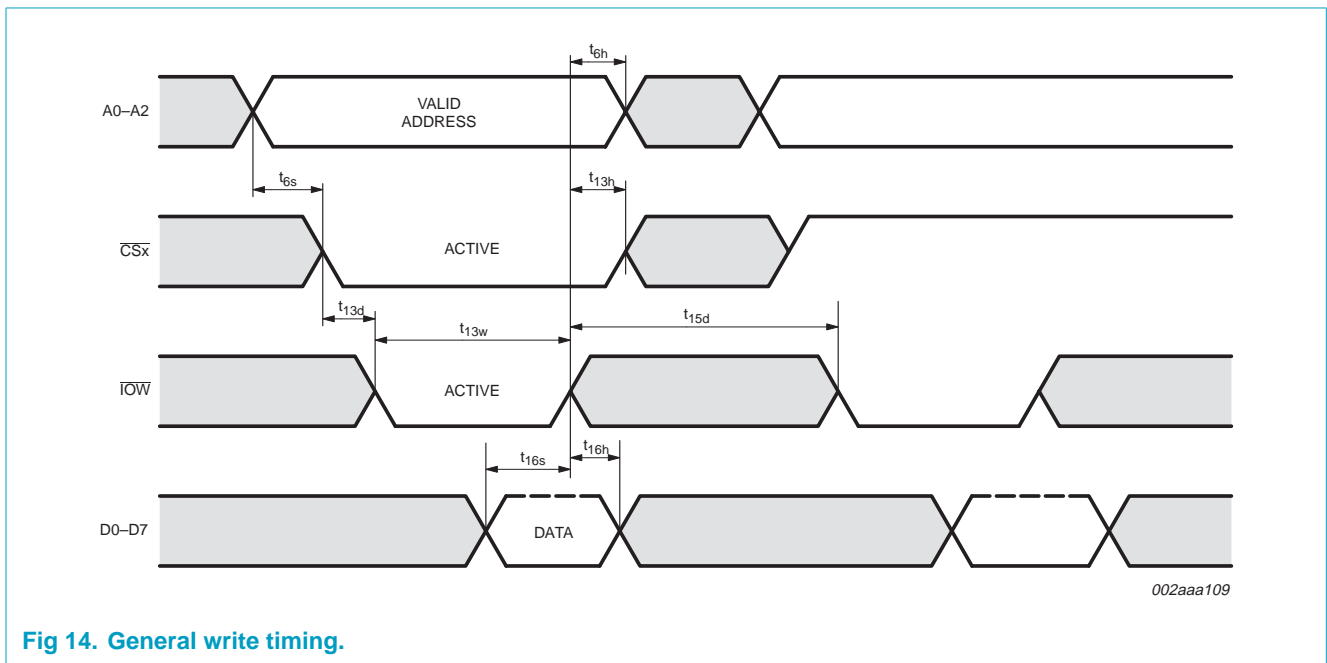 t6h
A0–A2
VALID
ADDRESS
t6s
t13h
CSx
ACTIVE
t13d
t13w
t15d
IOW
ACTIVE
t16s
t16h
D0–D7
DATA
002aaa109
Fig 14. General write timing.